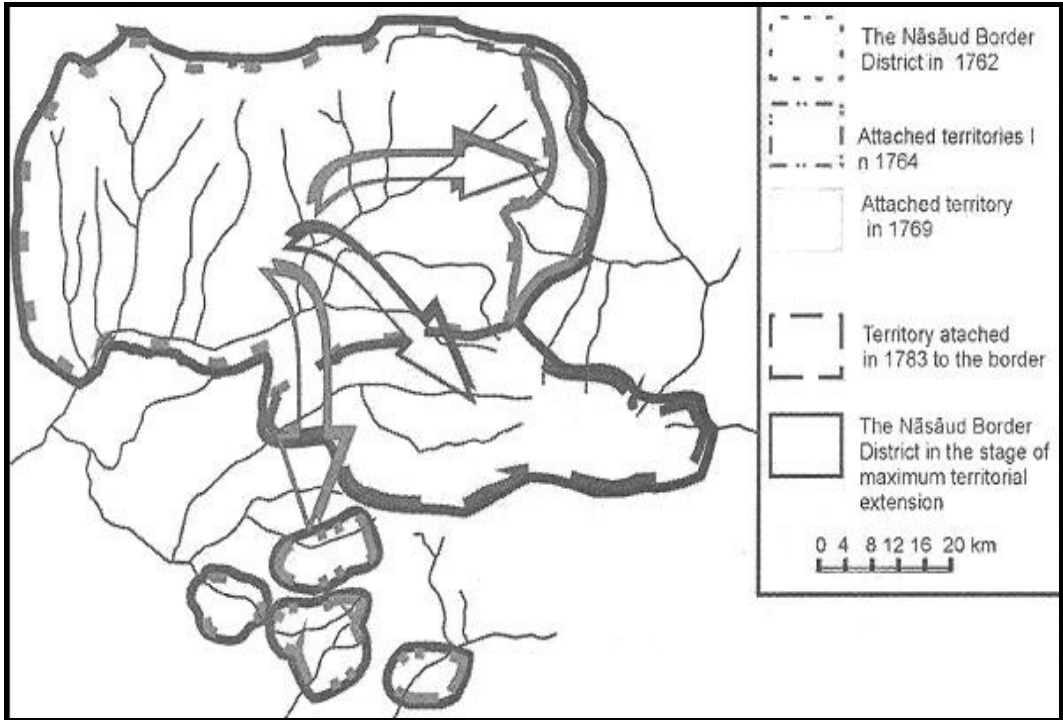 The Năsăud Border
District in 1762
Attached territories I
n 1764
Attached territory
in 1769
Territory atached
in 1783 to the border
The Năsăud Border
District in the stage of
maximum territorial
extension
0 4 8 12 16 20 km